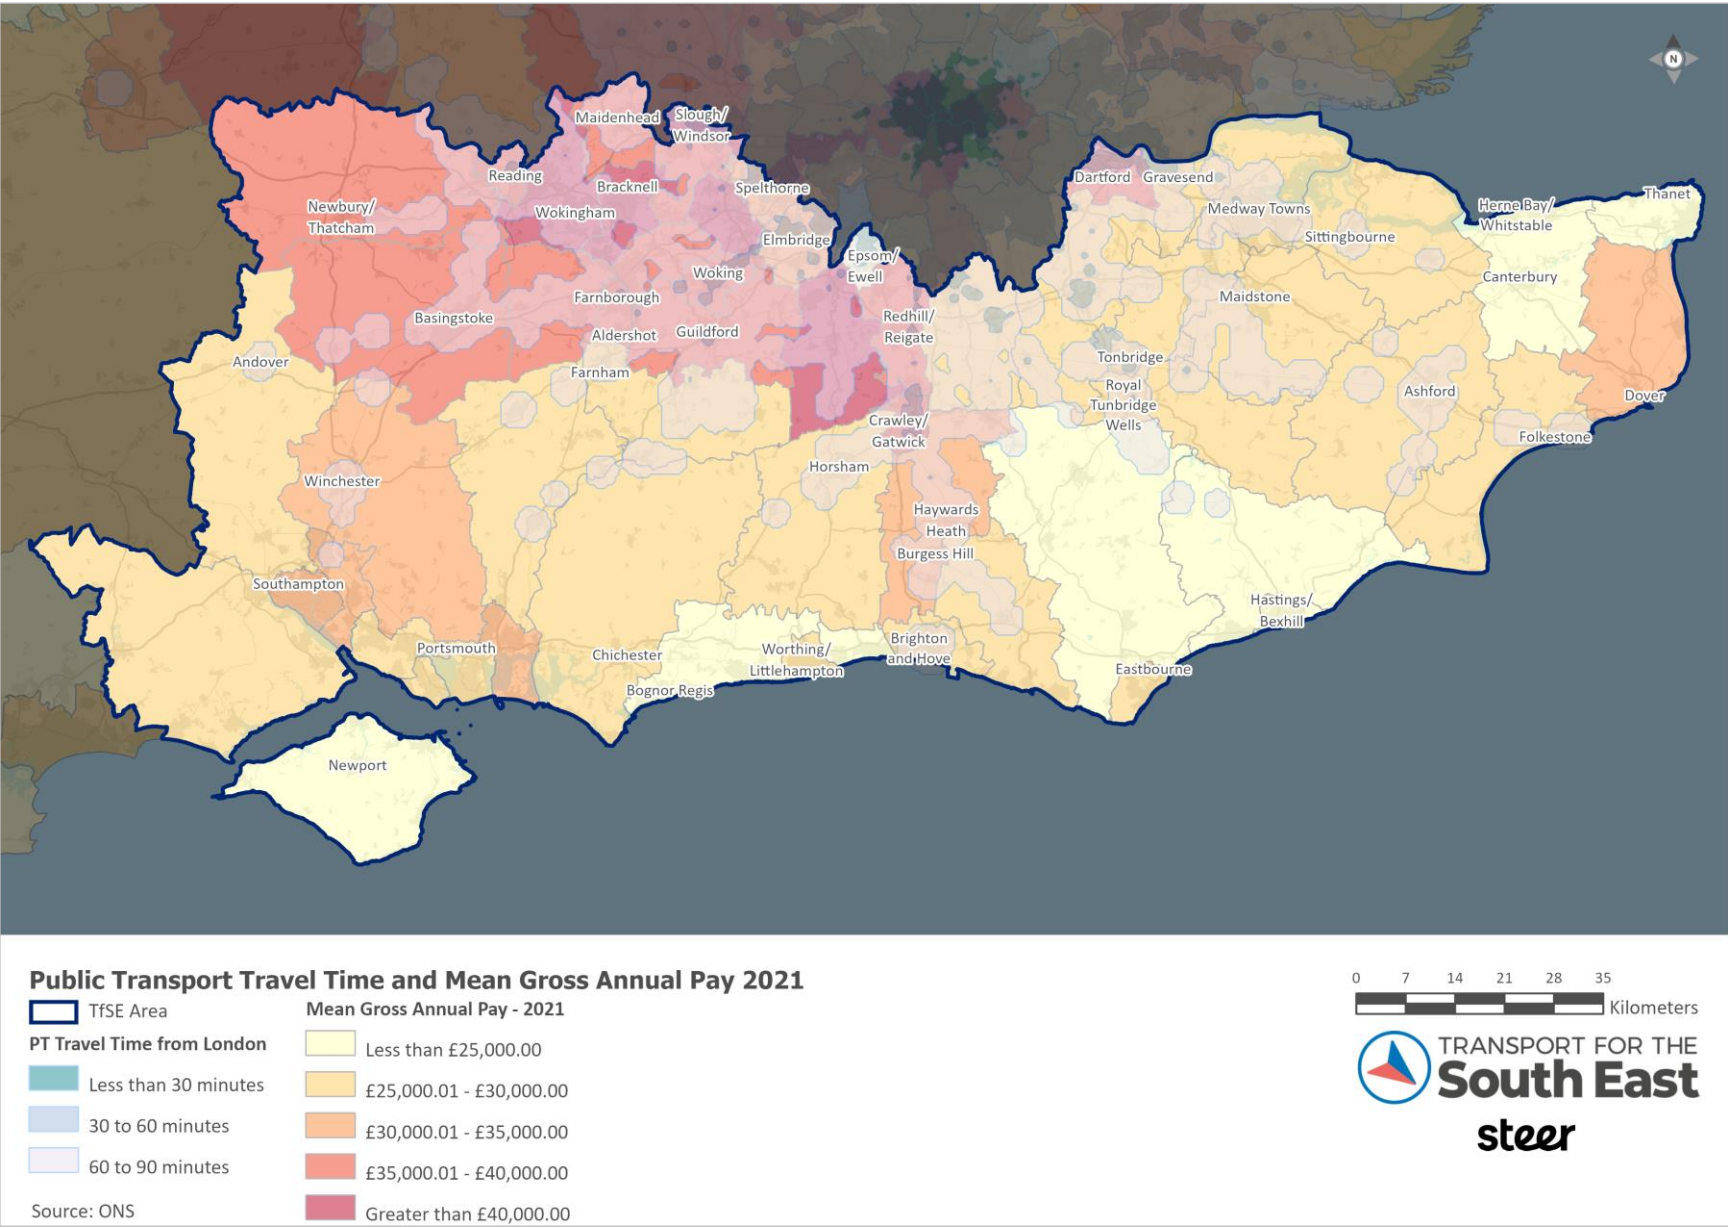 N
Maidenhead
Slough/
Windsor
Reading
Bracknell
Spelthorne
Dartford
Gravesend
Thanet
Newbury/
Thatcham
Wokingham
Medway Towns
Herne Bay/
Whitstable
Elmbridge
Sittingbourne
Epsom/
Ewell
Woking
Canterbury
Farnborough
Maidstone
Basingstoke
Aldershot
Guildford
Redhill/
Reigate
Andover
Farnham
Tonbridge
Royal
Tunbridge
Wells
Ashford
Dover
Crawley/
Gatwick
Folkestone
Winchester
Horsham
Haywards
Heath
Burgess Hill
Southampton
Hastings/
Bexhill
Portsmouth
Chichester
Worthing/
Littlehampton
Brighton
and Hove
Eastbourne
Bognor Regis
Newport
Public Transport Travel Time and Mean Gross Annual Pay 2021
TfSE Area
PT Travel Time from London
Less than 30 minutes
30 to 60 minutes
60 to 90 minutes
Source: ONS
Mean Gross Annual Pay - 2021
Less than £25,000.00
£25,000.01 - £30,000.00
£30,000.01 - £35,000.00
£35,000.01 - £40,000.00
Greater than £40,000.00
0 7 14 21 28 35
Kilometers
TRANSPORT FOR THE
South East
steer